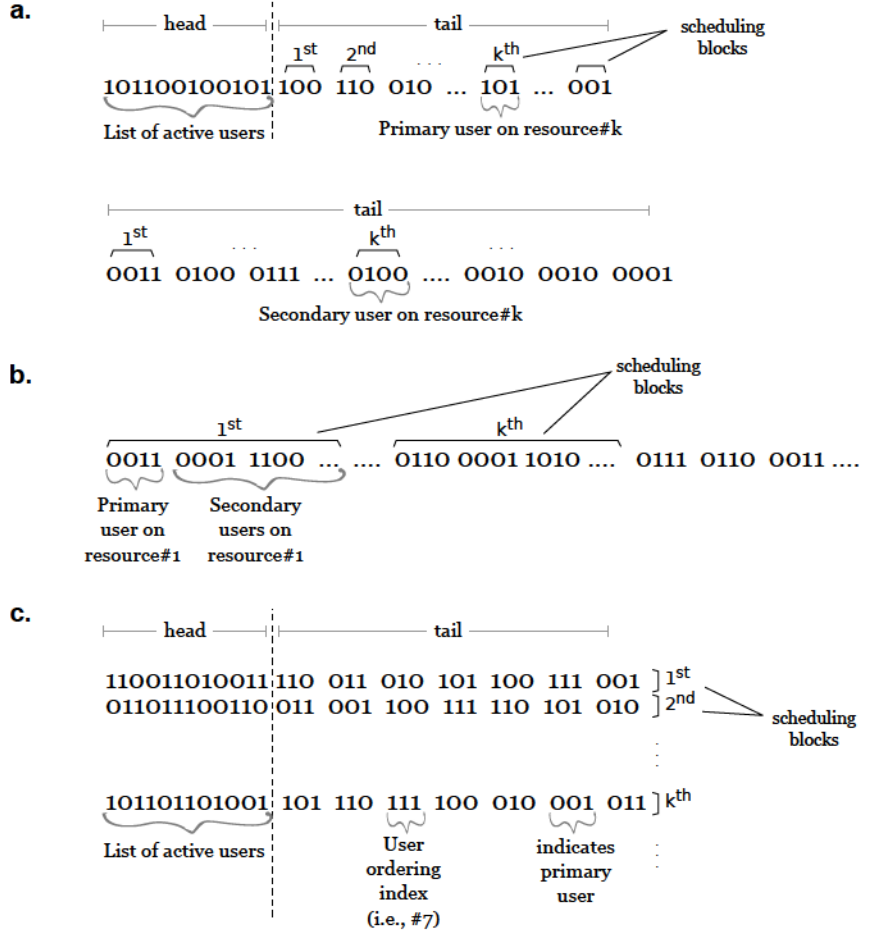 a.
head tail
scheduling
blocks
1st 2nd . . . kth
101100100101 100 110 010 ... 101 ... 001
List of active users Primary user on resource#k
tail
1st . . . kth . . .
0011 0100 0111 ... 0100 .... 0010 0010 0001
Secondary user on resource#k
b.
scheduling
blocks
1st kth
0011 0001 1100 ... .... 0110 0001 1010 .... 0111 0110 0011 ....
Primary
user on
resource#1
Secondary
users on
resource#1
c.
head tail
110011010011 110 011 010 101 100 111 001 1st
011011100110 011 001 100 111 110 101 010 2nd
scheduling
blocks
101101101001 101 110 111 100 010 001 011 kth
List of active users
User
ordering
index
(i.e., #7)
indicates
primary
user